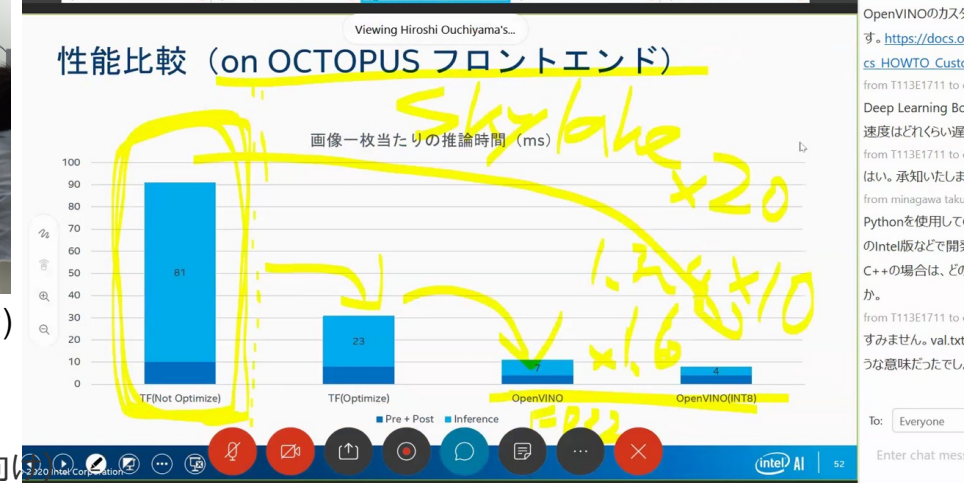 Viewing Hiroshi Ouchiyama's...
性能比較（on OCTOPUS フロントエンド）
Skylake
画像一枚当たりの推論時間（ms）
×20
100
90
80
70
60
50
40
30
20
10
0
81
23
7
4
×10
×1.6
TF(Not Optimize)
TF(Optimize)
OpenVINO
OpenVINO(INT8)
FP32
Pre + Post
Inference
2020 Intel Corporation
intel AI
52
OpenVINOのカスタ
す。https://docs.o
cs_HOWTO_Custo
from T113E1711 to
Deep Learning Bo
速度はどれくらい遅
from T113E1711 to
はい。承知いたしま
from minagawa taku
Pythonを使用して
のIntel版などで開発
C++の場合は、どの
か。
from T113E1711 to
すみません。val.txt
うな意味だったでし
To:
Everyone
Enter chat mess